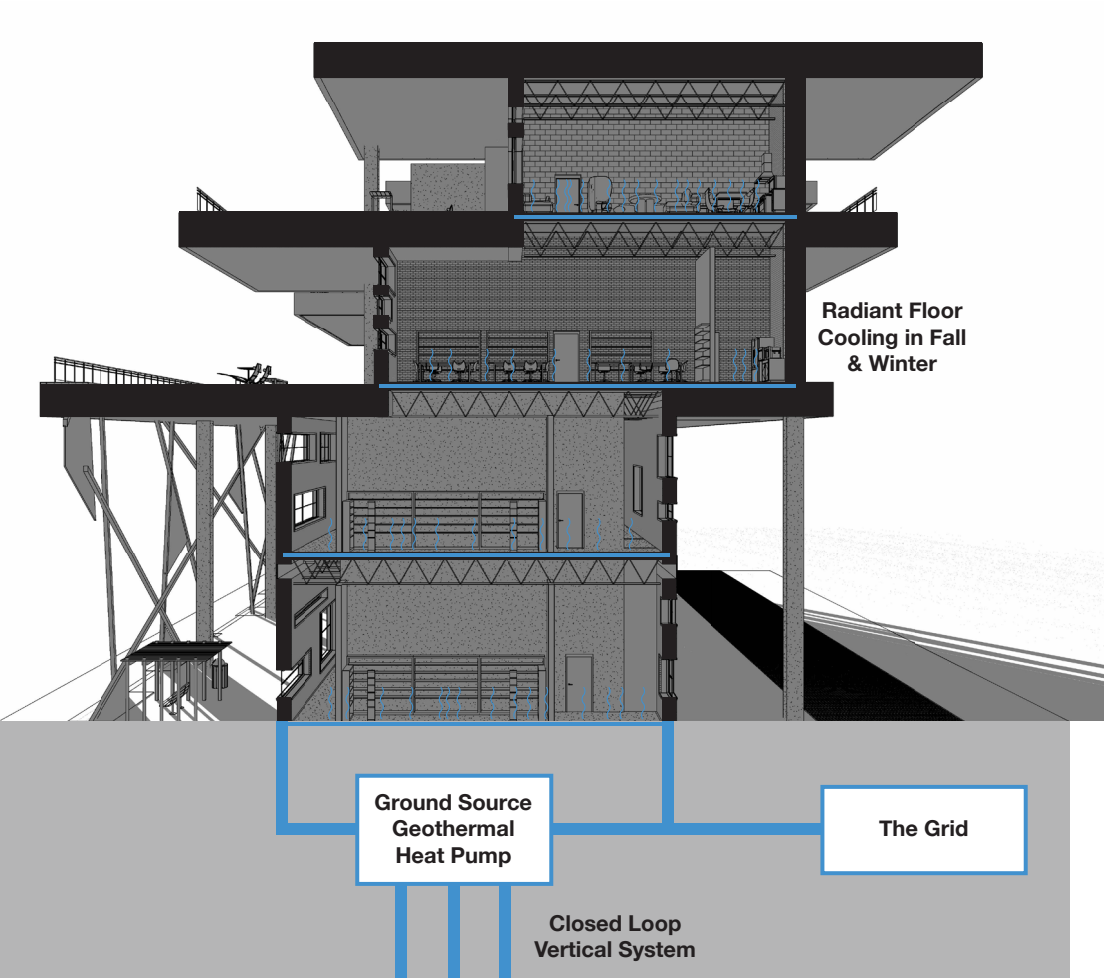 Radiant Floor
Cooling in Fall
& Winter
Ground Source
Geothermal
Heat Pump
The Grid
Closed Loop
Vertical System